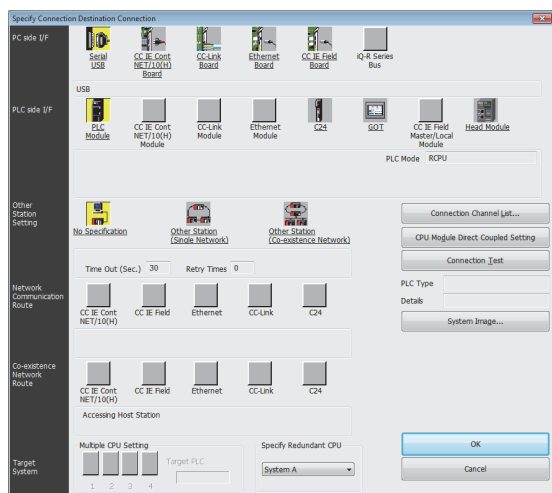 Specify Connection Destination Connection
PC side I/F
Serial
USB
CC IE Cont
NET/10(H)
Board
CC-Link
Board
Ethernet
Board
CC IE Field
Board
iQ-R Series
Bus
USB
PLC side I/F
PLC
Module
CC IE Cont
NET/10(H)
Module
CC-Link
Module
Ethernet
Module
C24
GOT
CC IE Field
Master/Local
Module
Head Module
PLC Mode RCPU
Other
Station
Setting
No Specification
Other Station
(Single Network)
Other Station
(Co-existence Network)
Time Out (Sec.) 30 Retry Times 0
Connection Channel List...
CPU Module Direct Coupled Setting
Connection Test
PLC Type
Details
System Image...
Network
Communication
Route
CC IE Cont
NET/10(H)
CC IE Field
Ethernet
CC-Link
C24
Co-existence
Network
Route
CC IE Cont
NET/10(H)
CC IE Field
Ethernet
CC-Link
C24
Accessing Host Station
Target
System
Multiple CPU Setting
1 2 3 4
Target PLC
Specify Redundant CPU
System A
OK
Cancel